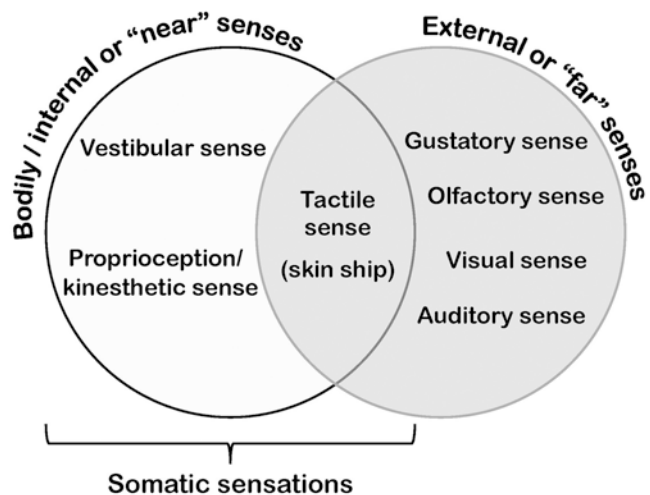 Bodily / internal or “near” senses
External or “far” senses
Vestibular sense
Proprioception/
kinesthetic sense
Tactile
sense
(skin ship)
Gustatory sense
Olfactory sense
Visual sense
Auditory sense
Somatic sensations